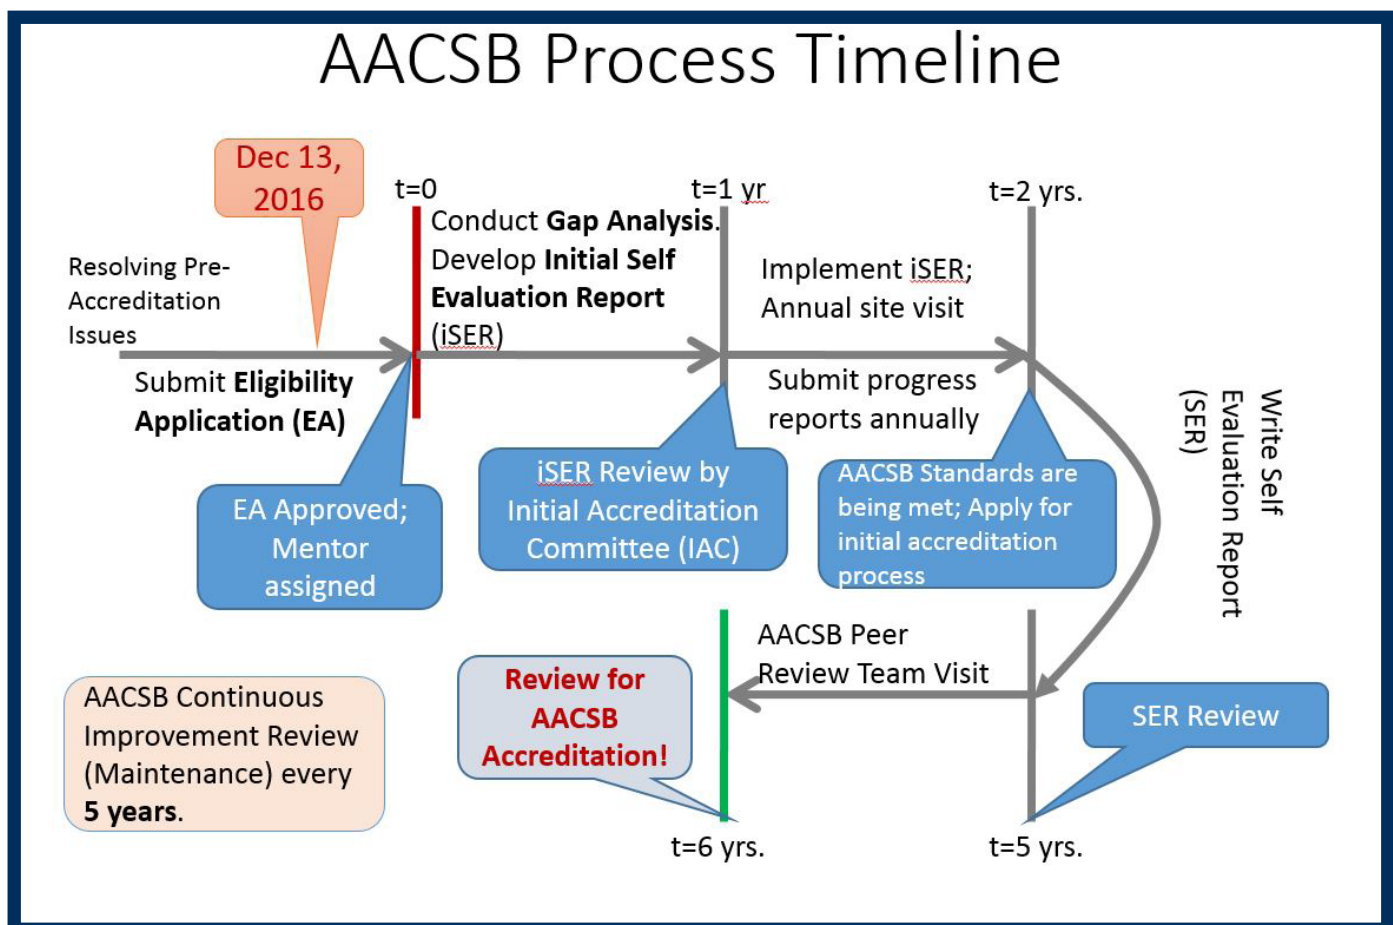 AACSB Process Timeline
Dec 13,
2016
t=0
t=1 yr
t=2 yrs.
Resolving Pre-
Accreditation
Issues
Conduct Gap Analysis.
Develop Initial Self
Evaluation Report
(iSER)
Implement iSER;
Annual site visit
Submit Eligibility
Application (EA)
Submit progress
reports annually
Write Self
Evaluation Report
(SER)
EA Approved;
Mentor
assigned
iSER Review by
Initial Accreditation
Committee (IAC)
AACSB Standards are
being met; Apply for
initial accreditation
process
AACSB Peer
Review Team Visit
Review for
AACSB
Accreditation!
SER Review
AACSB Continuous
Improvement Review
(Maintenance) every
5 years.
t=6 yrs.
t=5 yrs.